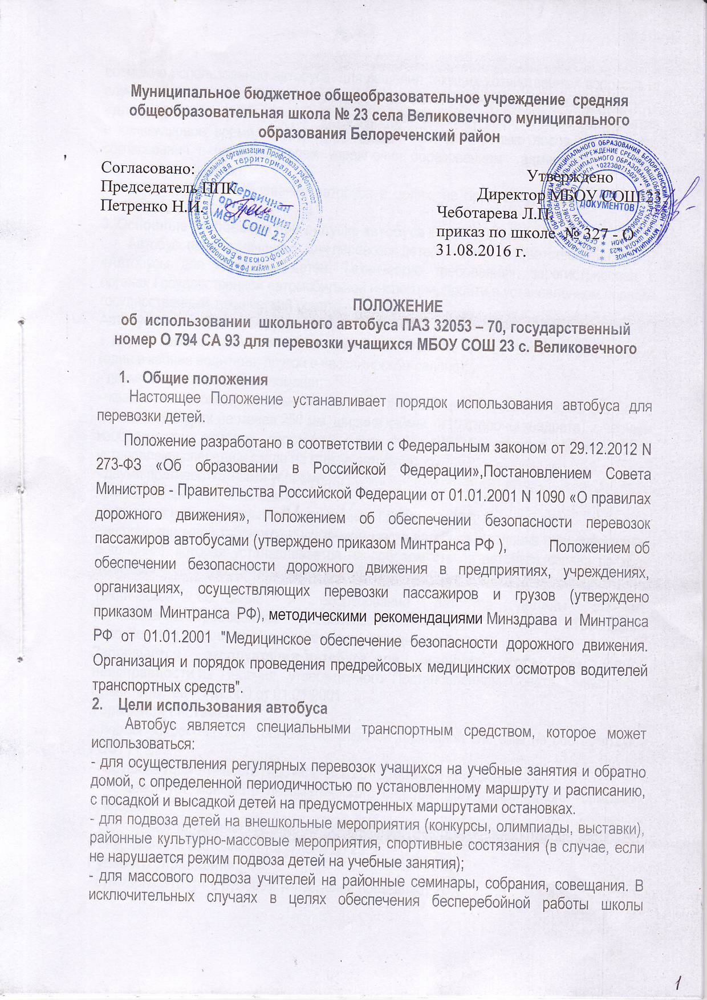 Муниципальное бюджетное общеобразовательное учреждение средняя
общеобразовательная школа № 23 села Великовечного муниципального
образования Белореченский район
Согласовано:
Председатель ППК
Петренко Н.И.
Первичная
организация
МОУ СОШ 23
Утверждено
Директор МБОУ СОШ 23
Чеботарева Л.П.
приказ по школе № 327 - О
31.08.2016 г.
ДЛЯ
ДОКУМЕНТОВ
ПОЛОЖЕНИЕ
об использовании школьного автобуса ПАЗ 32053 – 70, государственный
номер О 794 СА 93 для перевозки учащихся МБОУ СОШ 23 с. Великовечного
1. Общие положения
Настоящее Положение устанавливает порядок использования автобуса для
перевозки детей.
Положение разработано в соответствии с Федеральным законом от 29.12.2012 N
273-ФЗ «Об образовании в Российской Федерации»,Постановлением Совета
Министров - Правительства Российской Федерации от 01.01.2001 N 1090 «О правилах
дорожного движения», Положением об обеспечении безопасности перевозок
пассажиров автобусами (утверждено приказом Минтранса РФ ), Положением об
обеспечении безопасности дорожного движения в предприятиях, учреждениях,
организациях, осуществляющих перевозки пассажиров и грузов (утверждено
приказом Минтранса РФ), методическими рекомендациями Минздрава и Минтранса
РФ от 01.01.2001 "Медицинское обеспечение безопасности дорожного движения.
Организация и порядок проведения предрейсовых медицинских осмотров водителей
транспортных средств".
2. Цели использования автобуса
Автобус является специальными транспортным средством, которое может
использоваться:
- для осуществления регулярных перевозок учащихся на учебные занятия и обратно
домой, с определенной периодичностью по установленному маршруту и расписанию,
с посадкой и высадкой детей на предусмотренных маршрутами остановках.
- для подвоза детей на внешкольные мероприятия (конкурсы, олимпиады, выставки),
районные культурно-массовые мероприятия, спортивные состязания (в случае, если
не нарушается режим подвоза детей на учебные занятия);
- для массового подвоза учителей на районные семинары, собрания, совещания. В
исключительных случаях в целях обеспечения бесперебойной работы школы
1